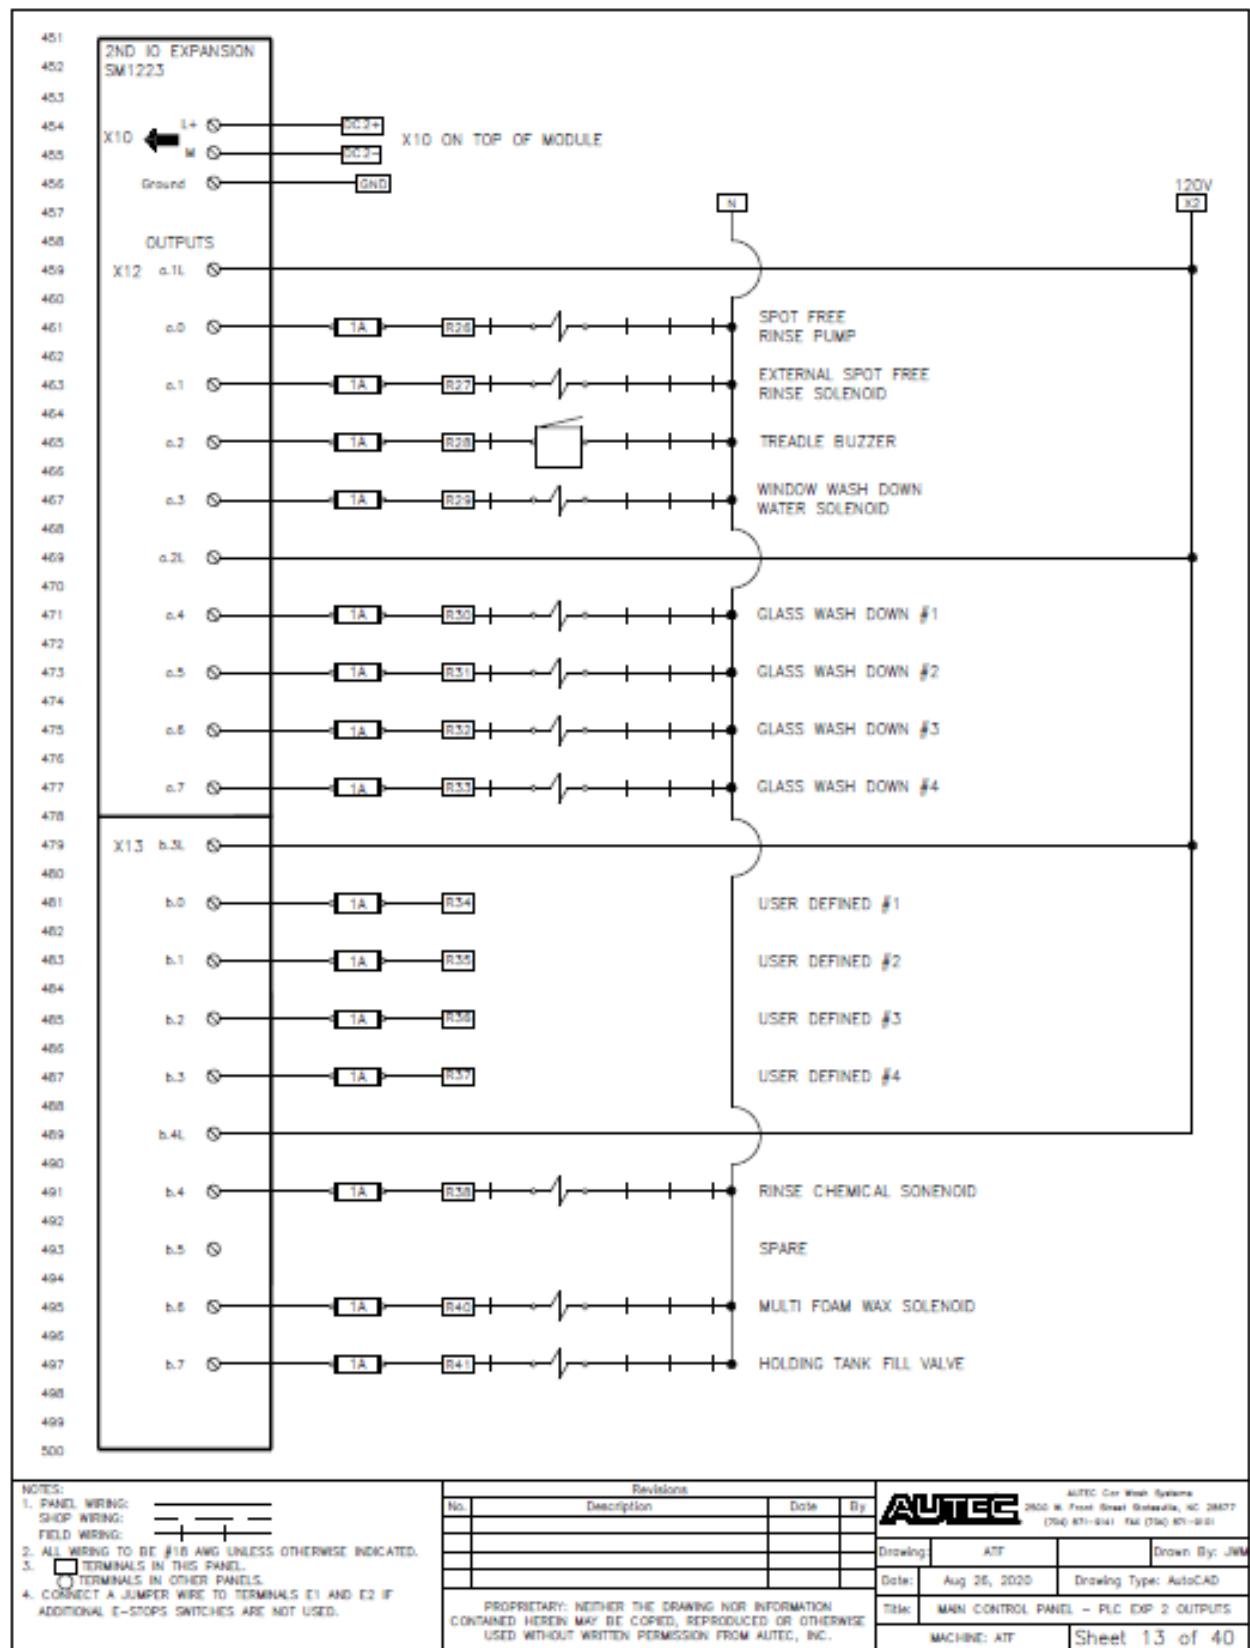 451
452 2ND IO EXPANSION
SM1223
453
454 L+ DC2+
X10 X10 ON TOP OF MODULE
455 M DC2-
456 Ground GND 120V
457 N X2
458 OUTPUTS
459 X12 a.1L
460
461 a.0 1A R26 SPOT FREE
RINSE PUMP
462
463 a.1 1A R27 EXTERNAL SPOT FREE
RINSE SOLENOID
464
465 a.2 1A R28 TREADLE BUZZER
466
467 a.3 1A R29 WINDOW WASH DOWN
WATER SOLENOID
468
469 a.2L
470
471 a.4 1A R30 GLASS WASH DOWN #1
472
473 a.5 1A R31 GLASS WASH DOWN #2
474
475 a.6 1A R32 GLASS WASH DOWN #3
476
477 a.7 1A R33 GLASS WASH DOWN #4
478
479 X13 b.3L
480
481 b.0 1A R34 USER DEFINED #1
482
483 b.1 1A R35 USER DEFINED #2
484
485 b.2 1A R36 USER DEFINED #3
486
487 b.3 1A R37 USER DEFINED #4
488
489 b.4L
490
491 b.4 1A R38 RINSE CHEMICAL SONENOID
492
493 b.5 SPARE
494
495 b.6 1A R40 MULTI FOAM WAX SOLENOID
496
497 b.7 1A R41 HOLDING TANK FILL VALVE
498
499
500
NOTES:
1. PANEL WIRING:
SHOP WIRING:
FIELD WIRING:
2. ALL WIRING TO BE #18 AWG UNLESS OTHERWISE INDICATED.
3. TERMINALS IN THIS PANEL.
TERMINALS IN OTHER PANELS.
4. CONNECT A JUMPER WIRE TO TERMINALS E1 AND E2 IF
ADDITIONAL E-STOPS SWITCHES ARE NOT USED.
Revisions
No. Description Date By
PROPRIETARY: NEITHER THE DRAWING NOR INFORMATION
CONTAINED HEREIN MAY BE COPIED, REPRODUCED OR OTHERWISE
USED WITHOUT WRITTEN PERMISSION FROM AUTEC, INC.
AUTEC
AUTEC Car Wash Systems
2500 W. Front Street Statesville, NC 28677
(704) 871-9141 FAX (704) 871-9101
Drawing: ATF Drawn By: JWM
Date: Aug 26, 2020 Drawing Type: AutoCAD
Title: MAIN CONTROL PANEL - PLC EXP 2 OUTPUTS
MACHINE: ATF Sheet 13 of 40